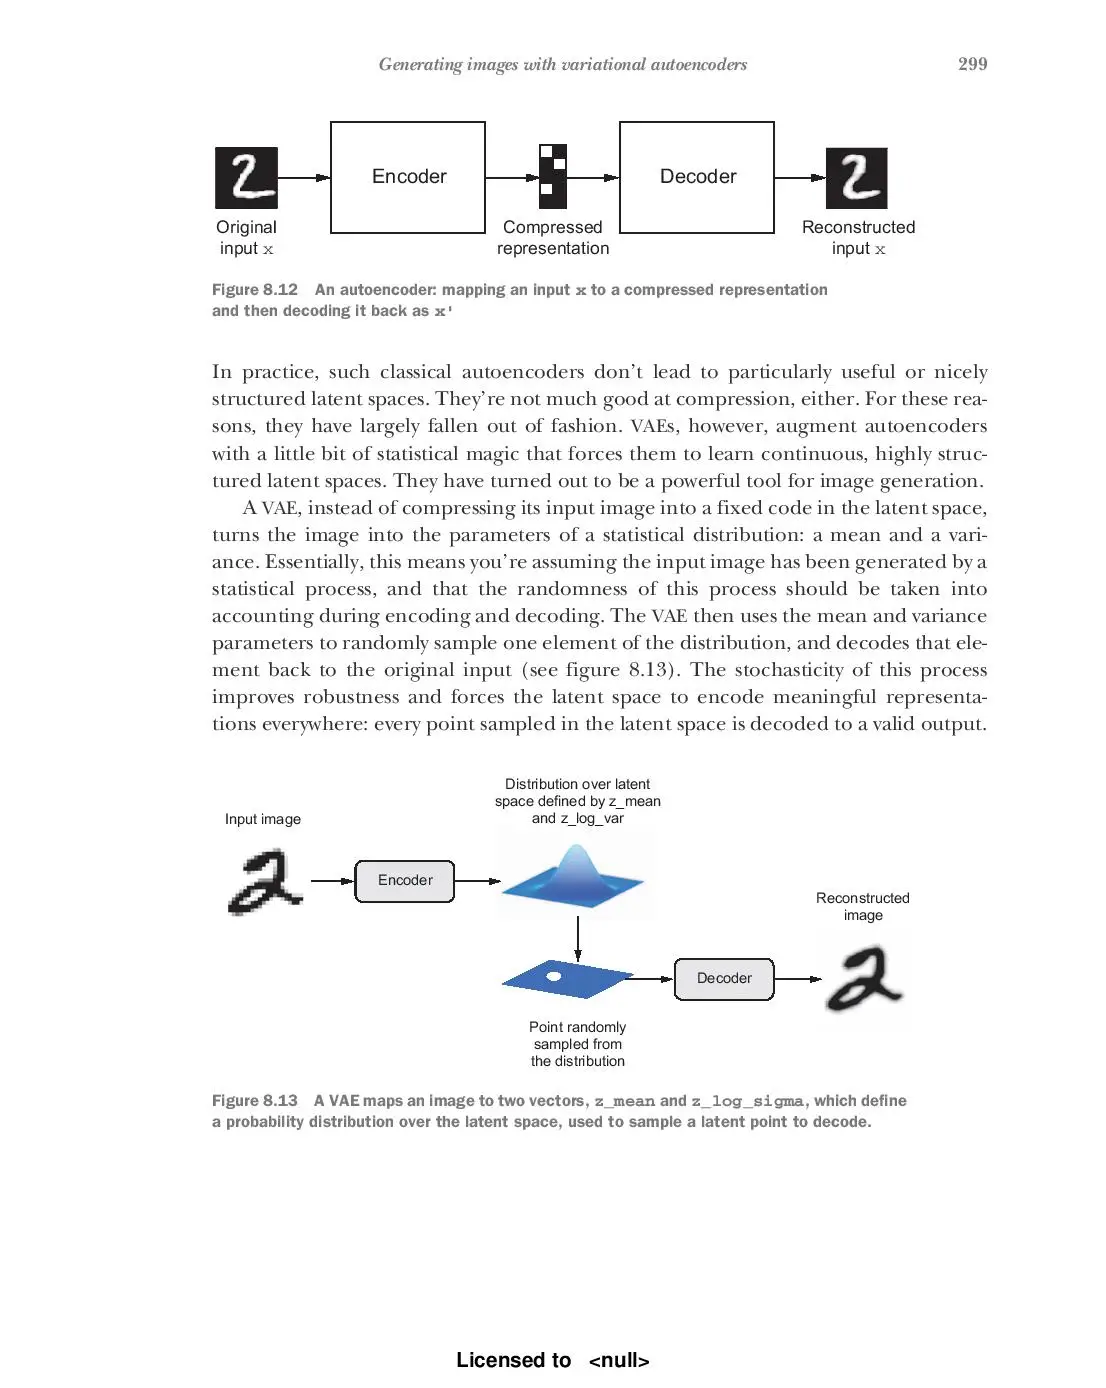 Generating images with variational autoencoders 299
Encoder
Decoder
Original
input x
Compressed
representation
Reconstructed
input x
Figure 8.12 An autoencoder: mapping an input x to a compressed representation
and then decoding it back as x'
In practice, such classical autoencoders don't lead to particularly useful or nicely
structured latent spaces. They're not much good at compression, either. For these rea-
sons, they have largely fallen out of fashion. VAEs, however, augment autoencoders
with a little bit of statistical magic that forces them to learn continuous, highly struc-
tured latent spaces. They have turned out to be a powerful tool for image generation.
A VAE, instead of compressing its input image into a fixed code in the latent space,
turns the image into the parameters of a statistical distribution: a mean and a vari-
ance. Essentially, this means you're assuming the input image has been generated by a
statistical process, and that the randomness of this process should be taken into
accounting during encoding and decoding. The VAE then uses the mean and variance
parameters to randomly sample one element of the distribution, and decodes that ele-
ment back to the original input (see figure 8.13). The stochasticity of this process
improves robustness and forces the latent space to encode meaningful representa-
tions everywhere: every point sampled in the latent space is decoded to a valid output.
Distribution over latent
space defined by z_mean
and z_log_var
Input image
Encoder
Reconstructed
image
Decoder
Point randomly
sampled from
the distribution
Figure 8.13 A VAE maps an image to two vectors, z_mean and z_log_sigma, which define
a probability distribution over the latent space, used to sample a latent point to decode.
Licensed to <null>